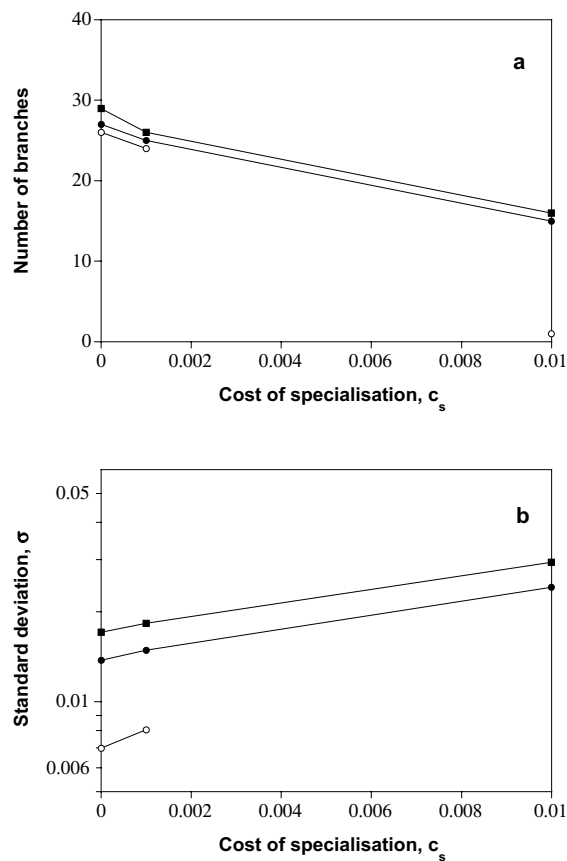 40
a
30
20
10
0
Number of branches
0 0.002 0.004 0.006 0.008 0.01
Cost of specialisation, c_s
0.05
b
0.01
0.006
Standard deviation, σ
0 0.002 0.004 0.006 0.008 0.01
Cost of specialisation, c_s